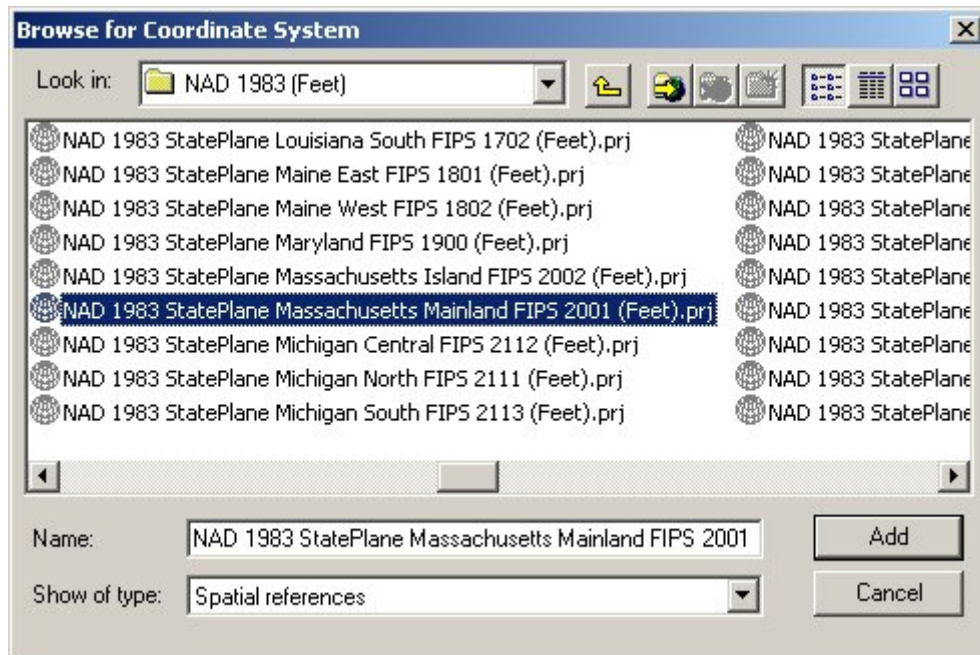 Browse for Coordinate System
Look in: NAD 1983 (Feet)
NAD 1983 StatePlane Louisiana South FIPS 1702 (Feet).prj
NAD 1983 StatePlane Maine East FIPS 1801 (Feet).prj
NAD 1983 StatePlane Maine West FIPS 1802 (Feet).prj
NAD 1983 StatePlane Maryland FIPS 1900 (Feet).prj
NAD 1983 StatePlane Massachusetts Island FIPS 2002 (Feet).prj
NAD 1983 StatePlane Massachusetts Mainland FIPS 2001 (Feet).prj
NAD 1983 StatePlane Michigan Central FIPS 2112 (Feet).prj
NAD 1983 StatePlane Michigan North FIPS 2111 (Feet).prj
NAD 1983 StatePlane Michigan South FIPS 2113 (Feet).prj
NAD 1983 StatePlane
NAD 1983 StatePlane
NAD 1983 StatePlane
NAD 1983 StatePlane
NAD 1983 StatePlane
NAD 1983 StatePlane
NAD 1983 StatePlane
NAD 1983 StatePlane
NAD 1983 StatePlane
Name: NAD 1983 StatePlane Massachusetts Mainland FIPS 2001
Add
Show of type: Spatial references
Cancel